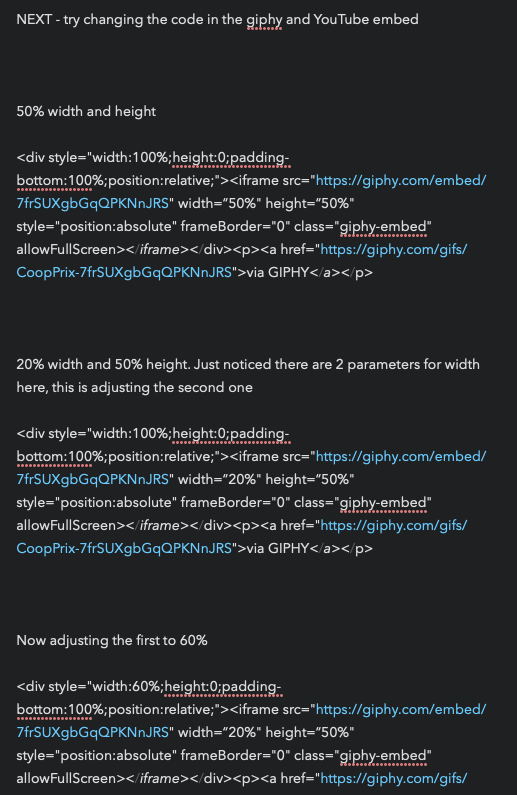 NEXT - try changing the code in the giphy and YouTube embed
50% width and height
<div style="width:100%;height:0;padding-
bottom:100%;position:relative;"><iframe src="https://giphy.com/embed/
7frSUXgbGqQPKNnJRS" width=“50%" height=“50%"
style="position:absolute" frameBorder="0" class="giphy-embed"
allowFullScreen></iframe></div><p><a href="https://giphy.com/gifs/
CoopPrix-7frSUXgbGqQPKNnJRS">via GIPHY</a></p>
20% width and 50% height. Just noticed there are 2 parameters for width
here, this is adjusting the second one
<div style="width:100%;height:0;padding-
bottom:100%;position:relative;"><iframe src="https://giphy.com/embed/
7frSUXgbGqQPKNnJRS" width=“20%" height=“50%"
style="position:absolute" frameBorder="0" class="giphy-embed"
allowFullScreen></iframe></div><p><a href="https://giphy.com/gifs/
CoopPrix-7frSUXgbGqQPKNnJRS">via GIPHY</a></p>
Now adjusting the first to 60%
<div style="width:60%;height:0;padding-
bottom:100%;position:relative;"><iframe src="https://giphy.com/embed/
7frSUXgbGqQPKNnJRS" width=“20%" height=“50%"
style="position:absolute" frameBorder="0" class="giphy-embed"
allowFullScreen></iframe></div><p><a href="https://giphy.com/gifs/